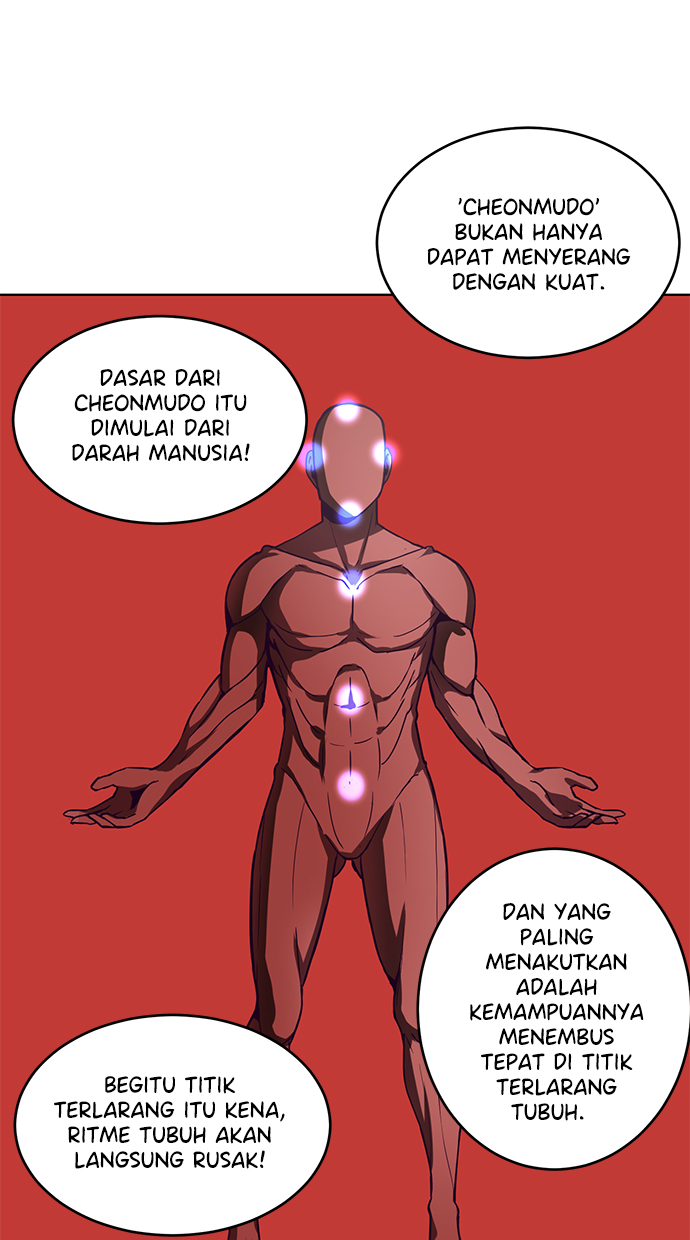 'CHEONMUDO'
BUKAN HANYA
DAPAT MENYERANG
DENGAN KUAT.
DASAR DARI
CHEONMUDO ITU
DIMULAI DARI
DARAH MANUSIA!
DAN YANG
PALING
MENAKUTKAN
ADALAH
KEMAMPUANNYA
MENEMBUS
TEPAT DI TITIK
TERLARANG
TUBUH.
BEGITU TITIK
TERLARANG ITU KENA,
RITME TUBUH AKAN
LANGSUNG RUSAK!